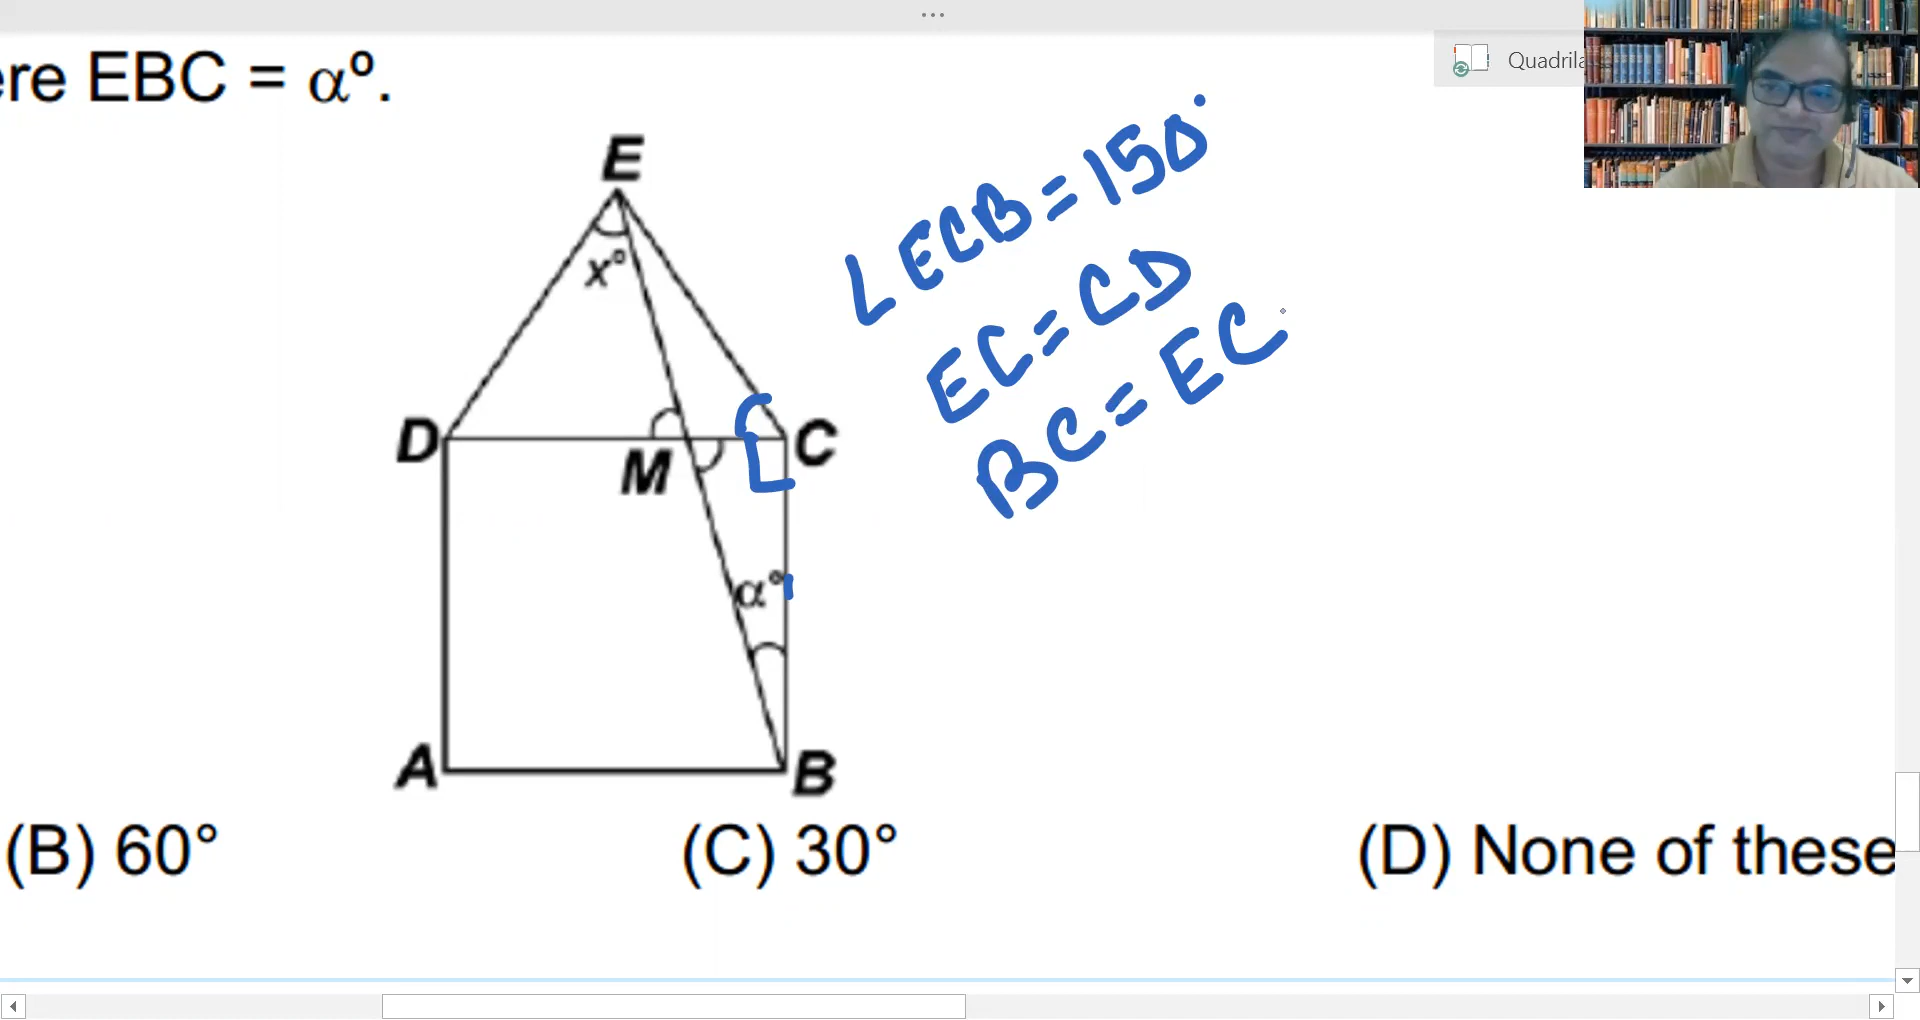 ...
Quadrila
ere EBC = α°.
E
x°
D
M
C
α°
A
B
∠ECB = 150°
EC = CD
BC = EC
(B) 60°
(C) 30°
(D) None of these